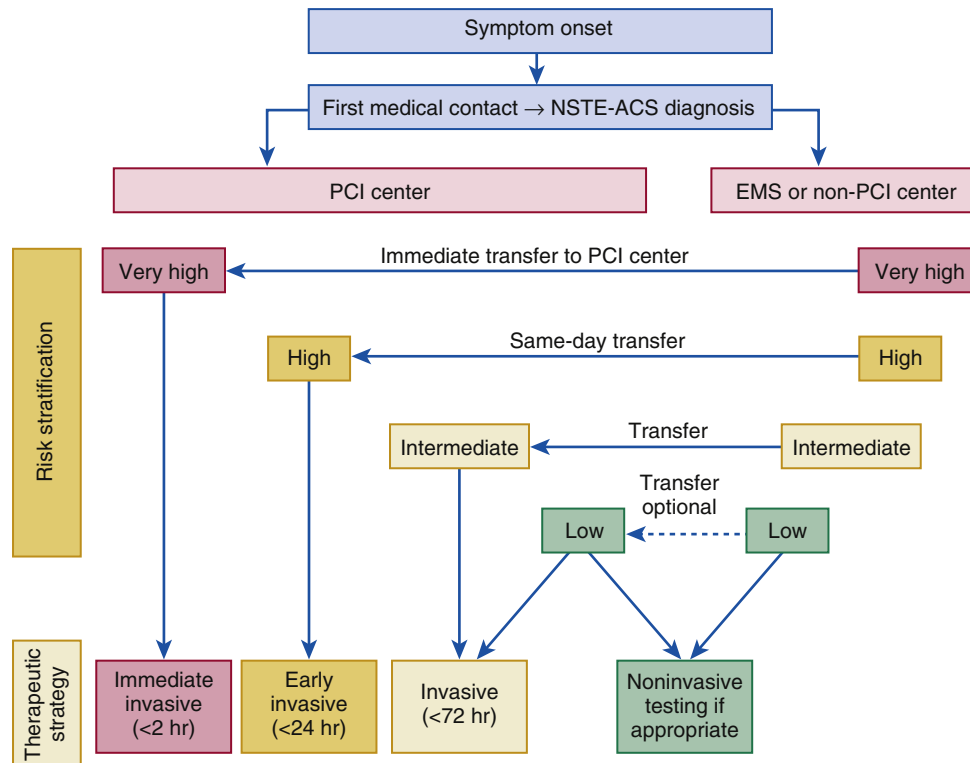 Symptom onset
First medical contact → NSTE-ACS diagnosis
PCI center
EMS or non-PCI center
Risk stratification
Very high
Immediate transfer to PCI center
Very high
High
Same-day transfer
High
Intermediate
Transfer
Intermediate
Transfer
optional
Low
Low
Therapeutic
strategy
Immediate
invasive
(<2 hr)
Early
invasive
(<24 hr)
Invasive
(<72 hr)
Noninvasive
testing if
appropriate